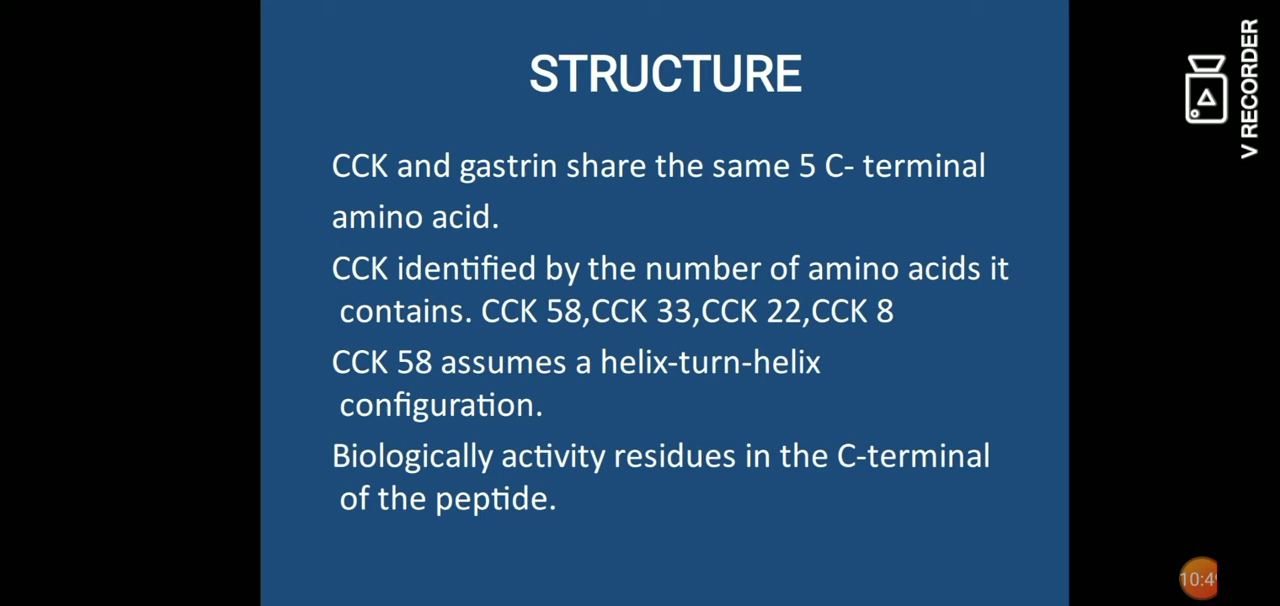 STRUCTURE
CCK and gastrin share the same 5 C- terminal
amino acid.
CCK identified by the number of amino acids it
contains. CCK 58,CCK 33,CCK 22,CCK 8
CCK 58 assumes a helix-turn-helix
configuration.
Biologically activity residues in the C-terminal
of the peptide.
V RECORDER